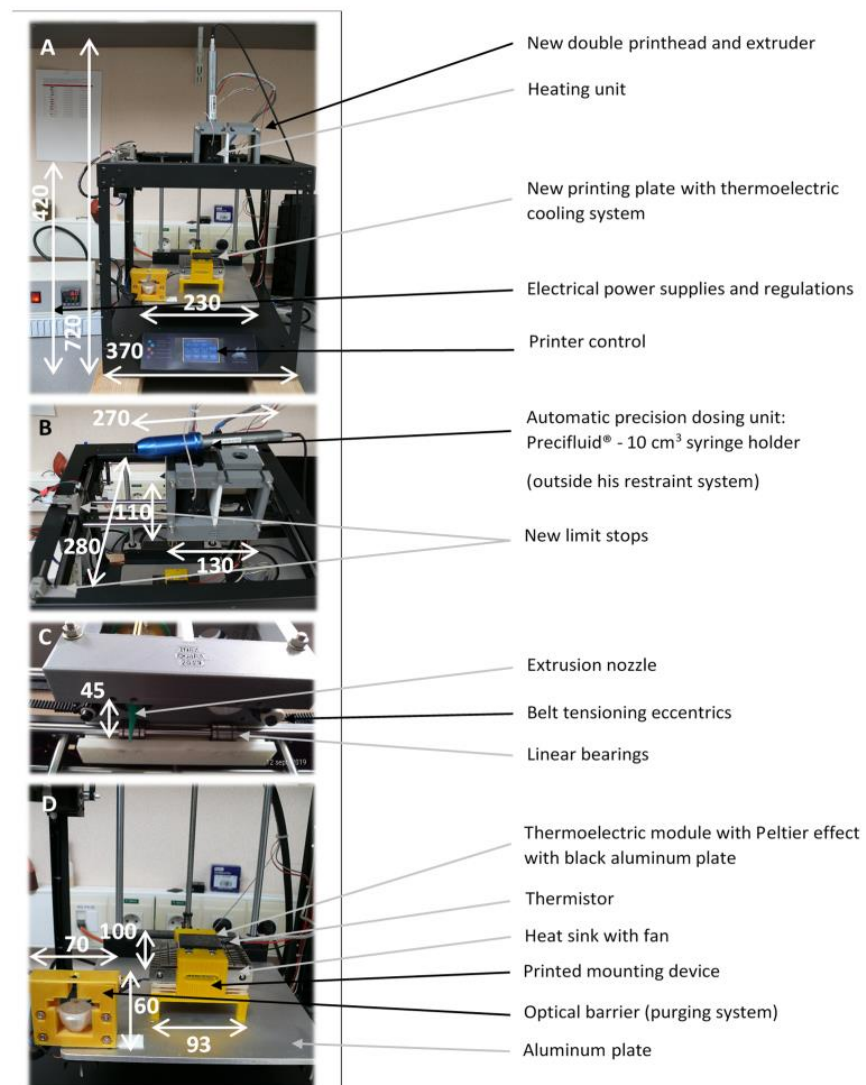 A
New double printhead and extruder
Heating unit
New printing plate with thermoelectric
cooling system
420
720
230
370
Electrical power supplies and regulations
Printer control
B
270
110
280
130
Automatic precision dosing unit:
Precifluid® - 10 cm³ syringe holder
(outside his restraint system)
New limit stops
C
45
2019
12 sept. 2019
Extrusion nozzle
Belt tensioning eccentrics
Linear bearings
D
100
70
60
93
Thermoelectric module with Peltier effect
with black aluminum plate
Thermistor
Heat sink with fan
Printed mounting device
Optical barrier (purging system)
Aluminum plate